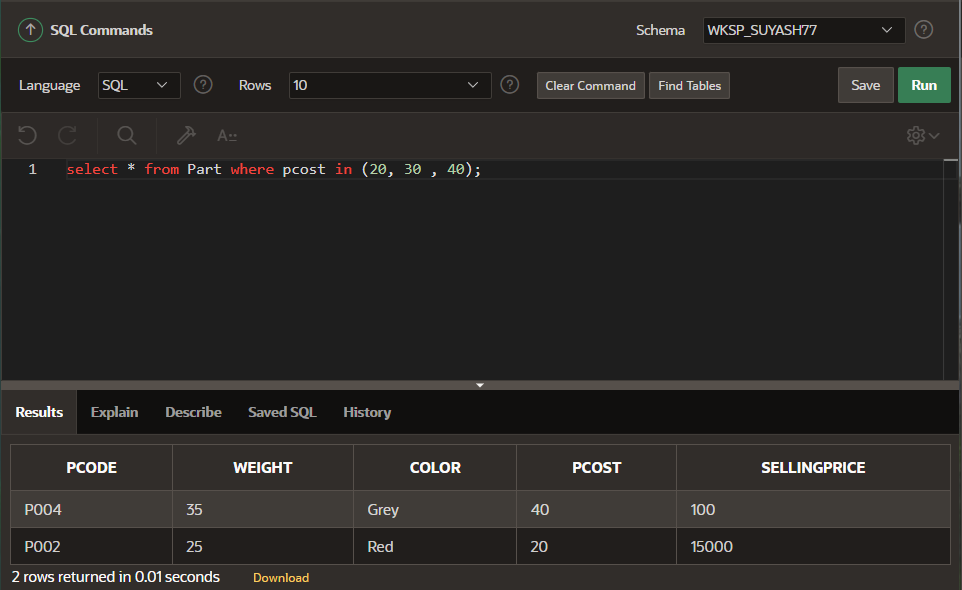 SQL Commands Schema WKSP_SUYASH77 ?
Language SQL ? Rows 10 ? Clear Command Find Tables Save Run
A::
1 select * from Part where pcost in (20, 30 , 40);
Results Explain Describe Saved SQL History
PCODE WEIGHT COLOR PCOST SELLINGPRICE
P004 35 Grey 40 100
P002 25 Red 20 15000
2 rows returned in 0.01 seconds Download